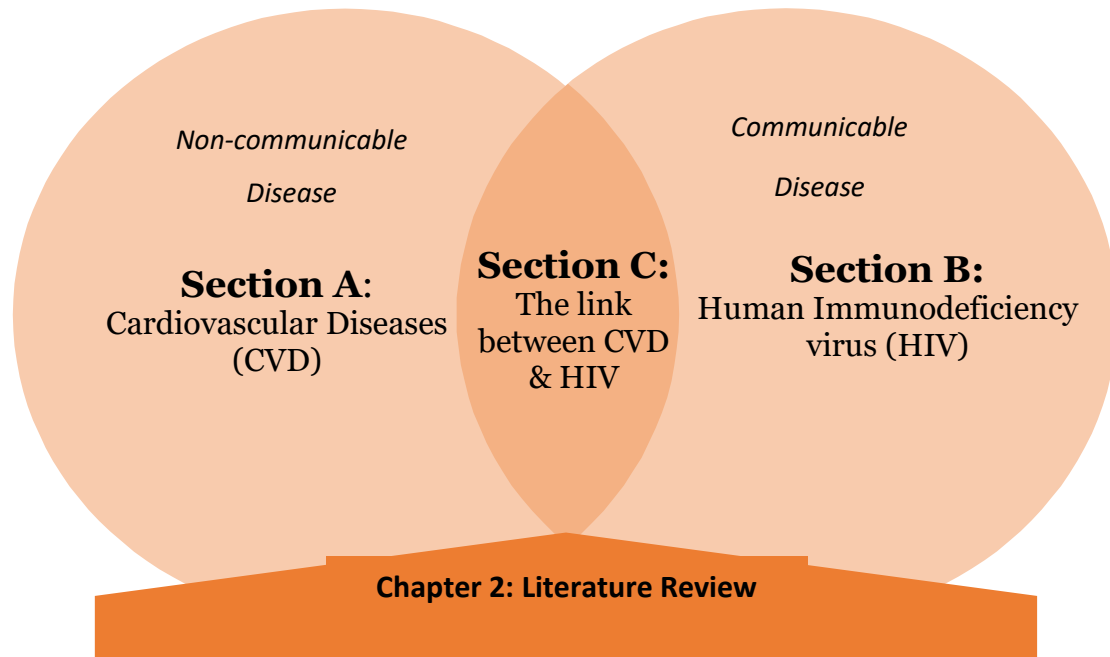 Non-communicable
Disease
Section A:
Cardiovascular Diseases
(CVD)
Section C:
The link
between CVD
& HIV
Communicable
Disease
Section B:
Human Immunodeficiency
virus (HIV)
Chapter 2: Literature Review